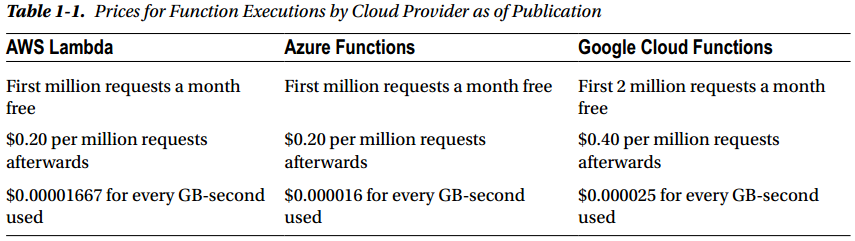 Table 1-1. Prices for Function Executions by Cloud Provider as of Publication
AWS Lambda Azure Functions Google Cloud Functions
First million requests a month
free
First million requests a month free
First 2 million requests a month
free
$0.20 per million requests
afterwards
$0.20 per million requests
afterwards
$0.40 per million requests
afterwards
$0.00001667 for every GB-second
used
$0.000016 for every GB-second
used
$0.000025 for every GB-second
used